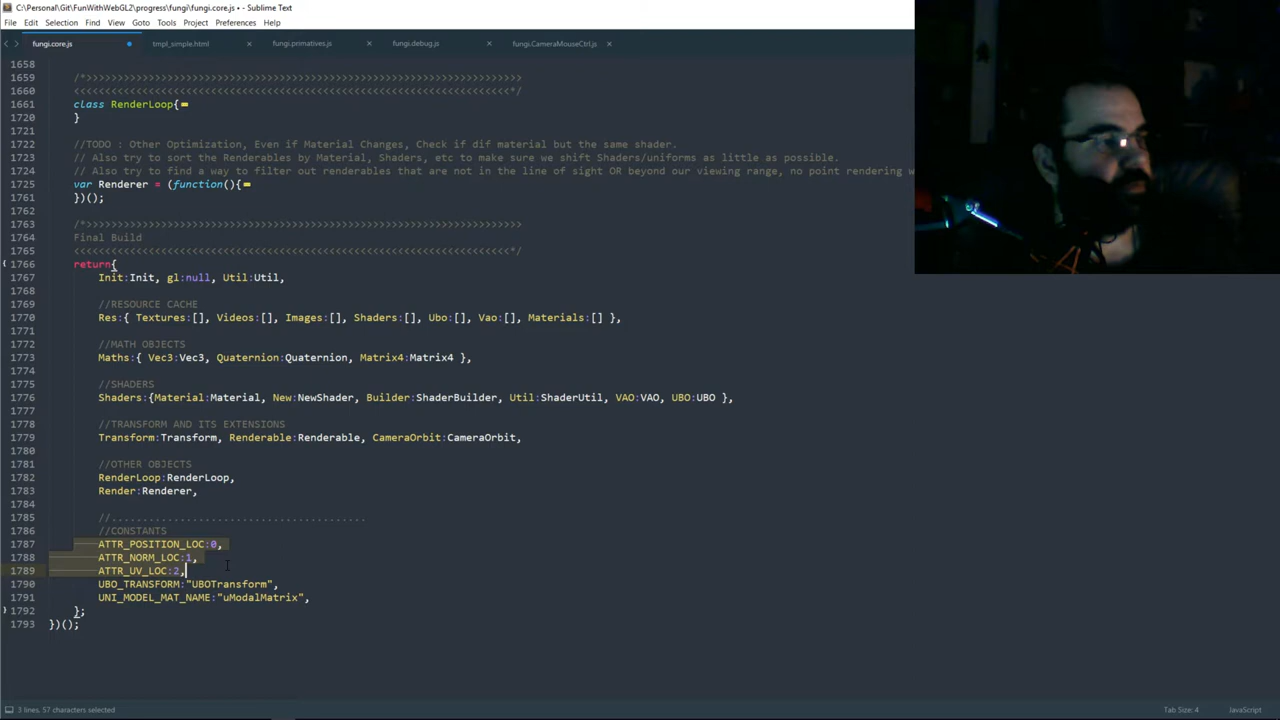 C:\Personal\Git\FunWithWebGL2\progress\fungi\fungi.core.js • - Sublime Text
File Edit Selection Find View Goto Tools Project Preferences Help
fungi.core.js tmpl_simple.html × fungi.primatives.js × fungi.debug.js × fungi.CameraMouseCtrl.js ×
1658
1659 /*>>>>>>>>>>>>>>>>>>>>>>>>>>>>>>>>>>>>>>>>>>>>>>>>>>>>>>>>>>>>>>>>>>>>>>
1660 <<<<<<<<<<<<<<<<<<<<<<<<<<<<<<<<<<<<<<<<<<<<<<<<<<<<<<<<<<<<<<<<<<<<<<*/
1661 class RenderLoop{
1720 }
1721
1722 //TODO : Other Optimization, Even if Material Changes, Check if dif material but the same shader.
1723 // Also try to sort the Renderables by Material, Shaders, etc to make sure we shift Shaders/uniforms as little as possible.
1724 // Also try to find a way to filter out renderables that are not in the line of sight OR beyond our viewing range, no point rendering w
1725 var Renderer = (function(){
1761 })();
1762
1763 /*>>>>>>>>>>>>>>>>>>>>>>>>>>>>>>>>>>>>>>>>>>>>>>>>>>>>>>>>>>>>>>>>>>>>>>
1764 Final Build
1765 <<<<<<<<<<<<<<<<<<<<<<<<<<<<<<<<<<<<<<<<<<<<<<<<<<<<<<<<<<<<<<<<<<<<<<*/
1766 return{
1767 Init:Init, gl:null, Util:Util,
1768
1769 //RESOURCE CACHE
1770 Res:{ Textures:[], Videos:[], Images:[], Shaders:[], Ubo:[], Vao:[], Materials:[] },
1771
1772 //MATH OBJECTS
1773 Maths:{ Vec3:Vec3, Quaternion:Quaternion, Matrix4:Matrix4 },
1774
1775 //SHADERS
1776 Shaders:{Material:Material, New:NewShader, Builder:ShaderBuilder, Util:ShaderUtil, VAO:VAO, UBO:UBO },
1777
1778 //TRANSFORM AND ITS EXTENSIONS
1779 Transform:Transform, Renderable:Renderable, CameraOrbit:CameraOrbit,
1780
1781 //OTHER OBJECTS
1782 RenderLoop:RenderLoop,
1783 Render:Renderer,
1784
1785 //.........................................
1786 //CONSTANTS
1787 ATTR_POSITION_LOC:0,
1788 ATTR_NORM_LOC:1,
1789 ATTR_UV_LOC:2,
1790 UBO_TRANSFORM:"UBOTransform",
1791 UNI_MODEL_MAT_NAME:"uModalMatrix",
1792 };
1793 })();
3 lines, 57 characters selected Tab Size: 4 JavaScript